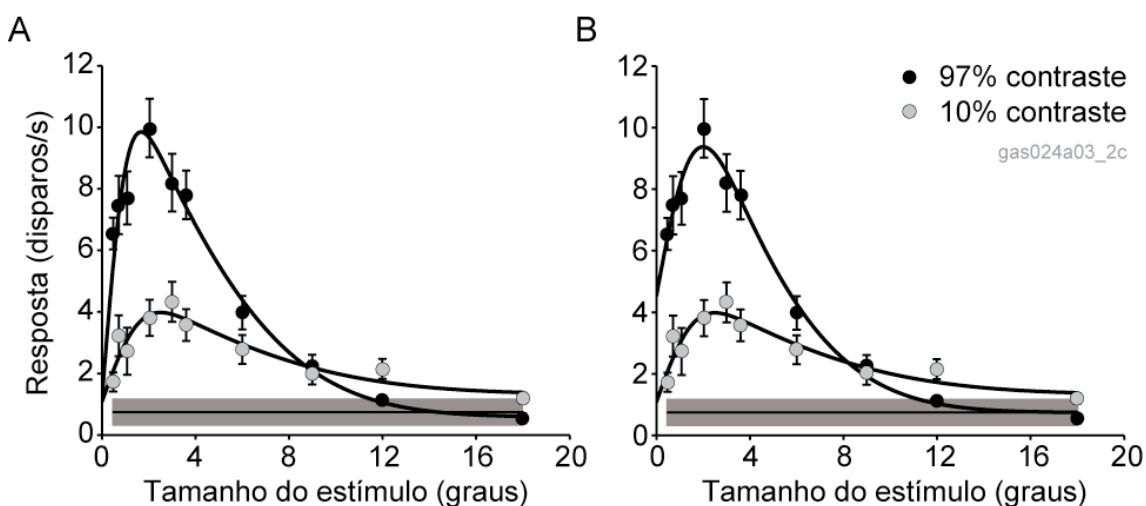 A
B
12
10
8
6
4
2
0
Resposta (disparos/s)
0 4 8 12 16 20
Tamanho do estímulo (graus)
12
10
8
6
4
2
0
97% contraste
10% contraste
gas024a03_2c
0 4 8 12 16 20
Tamanho do estímulo (graus)